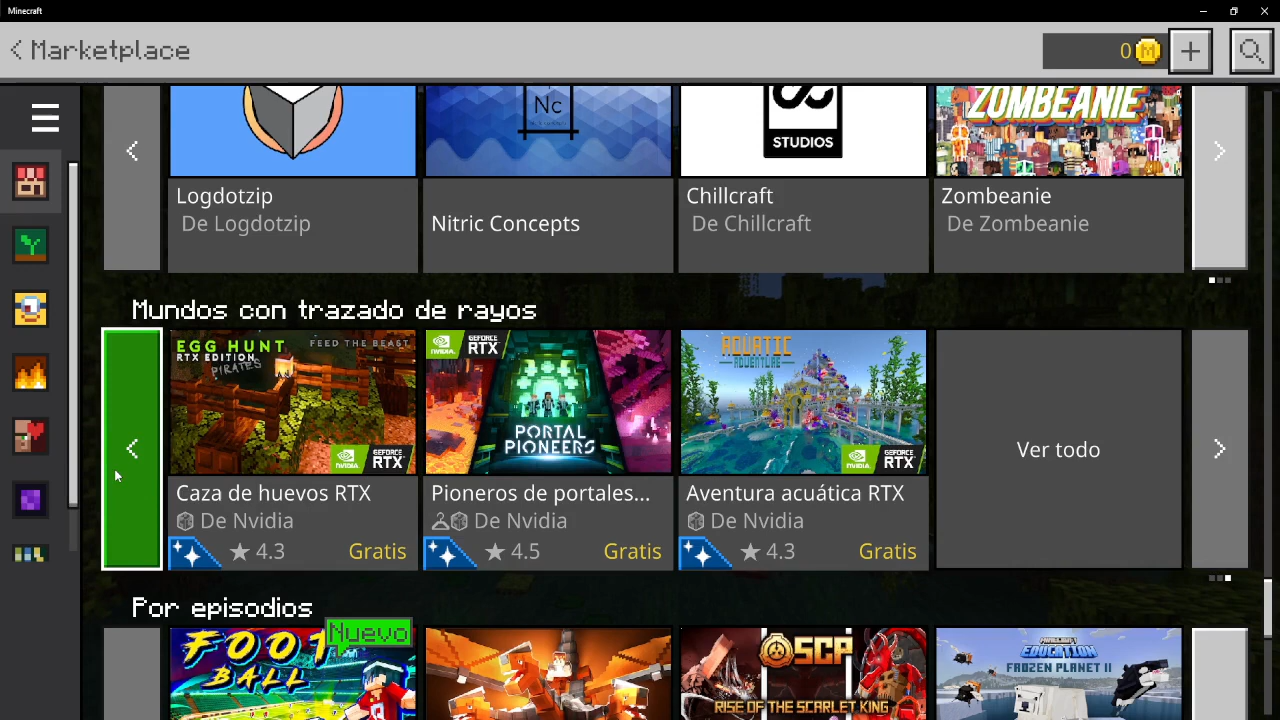 Minecraft
Marketplace
0
Nc
STUDIOS
ZOMBEANIE
Logdotzip
De Logdotzip
Nitric Concepts
Chillcraft
De Chillcraft
Zombeanie
De Zombeanie
Mundos con trazado de rayos
EGG HUNT
RTX EDITION
PIRATES
FEED THE BEAST
NVIDIA
GEFORCE
RTX
NVIDIA.
GEFORCE
RTX
PORTAL
PIONEERS
AQUATIC
ADVENTURE
NVIDIA
GEFORCE
RTX
Ver todo
Caza de huevos RTX
De Nvidia
4.3
Gratis
Pioneros de portales...
De Nvidia
4.5
Gratis
Aventura acuática RTX
De Nvidia
4.3
Gratis
Por episodios
Nuevo
FOOT
BALL
SCP
RISE OF THE SCARLET KING
MINECRAFT
EDUCATION
FROZEN PLANET II